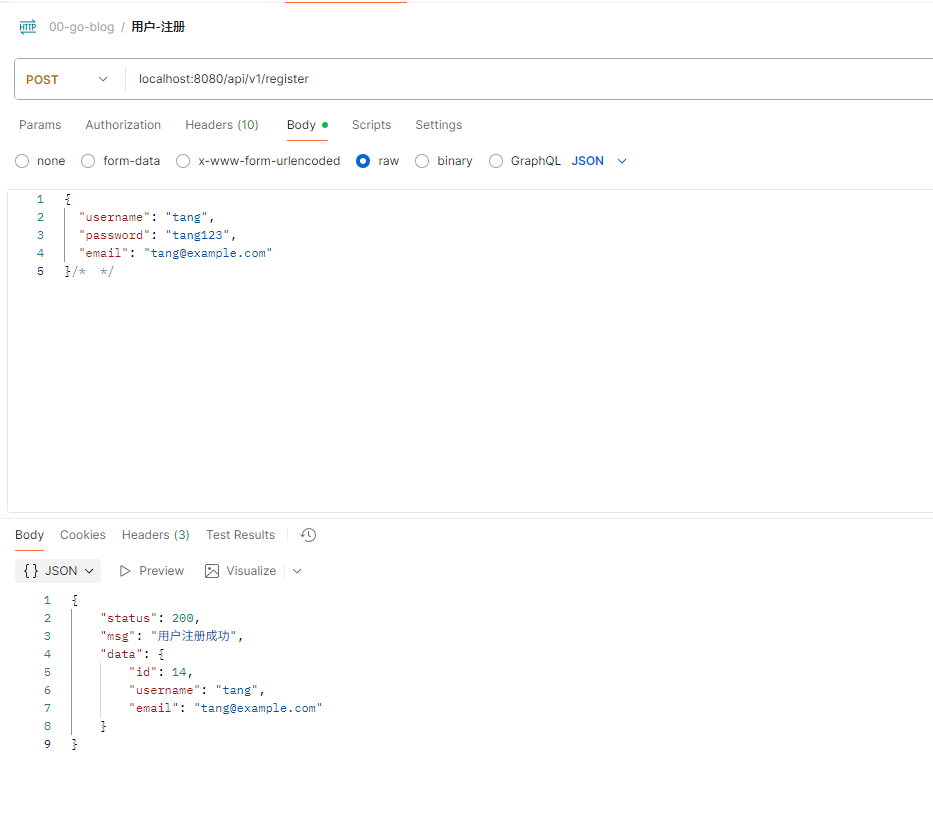 HTTP 00-go-blog / 用户-注册
POST localhost:8080/api/v1/register
Params Authorization Headers (10) Body Scripts Settings
none form-data x-www-form-urlencoded raw binary GraphQL JSON
1 {
2 "username": "tang",
3 "password": "tang123",
4 "email": "tang@example.com"
5 }/*  */
Body Cookies Headers (3) Test Results
{} JSON Preview Visualize
1 {
2 "status": 200,
3 "msg": "用户注册成功",
4 "data": {
5 "id": 14,
6 "username": "tang",
7 "email": "tang@example.com"
8 }
9 }